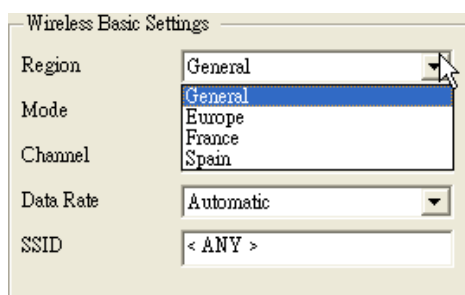 Wireless Basic Settings
Region General
General
Mode
Europe
France
Channel
Spain
Data Rate Automatic
SSID < ANY >